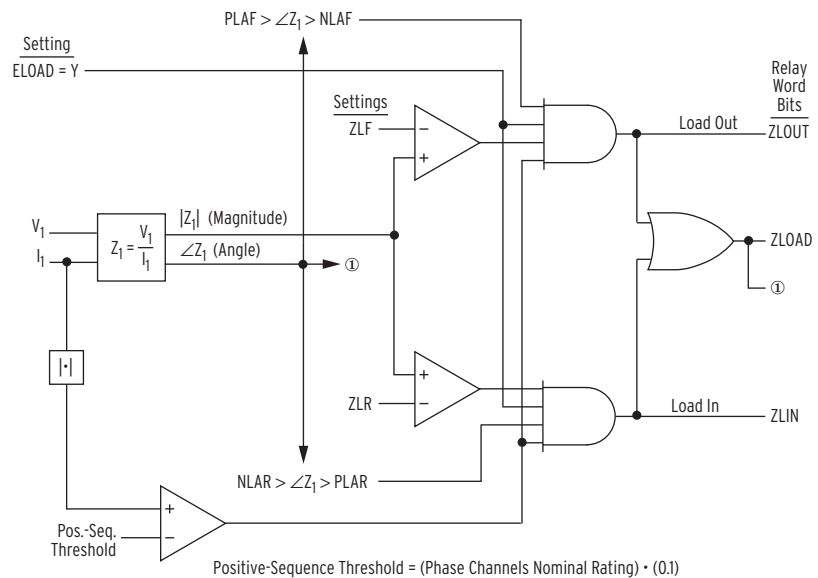 PLAF > ∠Z1 > NLAF
Setting
ELOAD = Y
Relay
Word
Bits
Settings
ZLF
Load Out
ZLOUT
V1
I1
Z1 = V1 / I1
|Z1| (Magnitude)
∠Z1 (Angle)
①
ZLOAD
①
|•|
ZLR
Load In
ZLIN
NLAR > ∠Z1 > PLAR
Pos.-Seq.
Threshold
Positive-Sequence Threshold = (Phase Channels Nominal Rating) • (0.1)
− + + − + −